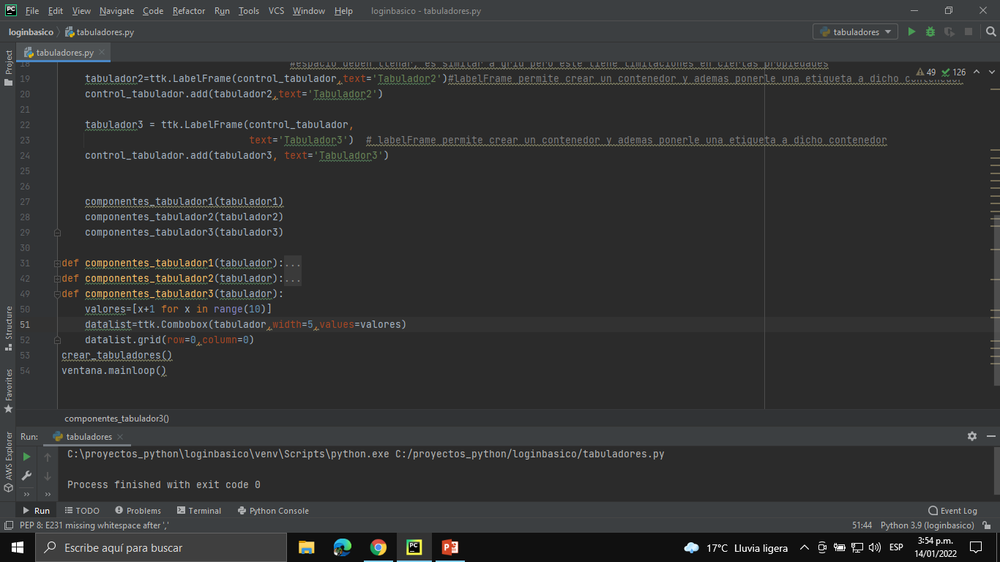 File Edit View Navigate Code Refactor Run Tools VCS Window Help loginbasico - tabuladores.py
loginbasico tabuladores.py tabuladores
Project
tabuladores.py
49 126
18 #espacio deben llenar, es similar a grid pero este tiene limitaciones en ciertas propiedades
19 tabulador2=ttk.LabelFrame(control_tabulador,text='Tabulador2')#labelFrame permite crear un contenedor y ademas ponerle una etiqueta a dicho contenedor
20 control_tabulador.add(tabulador2,text='Tabulador2')
21
22 tabulador3 = ttk.LabelFrame(control_tabulador,
23 text='Tabulador3')  # labelFrame permite crear un contenedor y ademas ponerle una etiqueta a dicho contenedor
24 control_tabulador.add(tabulador3, text='Tabulador3')
25
26
27 componentes_tabulador1(tabulador1)
28 componentes_tabulador2(tabulador2)
29 componentes_tabulador3(tabulador3)
30
31 def componentes_tabulador1(tabulador):...
42 def componentes_tabulador2(tabulador):...
49 def componentes_tabulador3(tabulador):
50 valores=[x+1 for x in range(10)]
51 datalist=ttk.Combobox(tabulador,width=5,values=valores)
52 datalist.grid(row=0,column=0)
53 crear_tabuladores()
54 ventana.mainloop()
Structure
Favorites
AWS Explorer
componentes_tabulador3()
Run: tabuladores
C:\proyectos_python\loginbasico\venv\Scripts\python.exe C:/proyectos_python/loginbasico/tabuladores.py
Process finished with exit code 0
Run TODO Problems Terminal Python Console Event Log
PEP 8: E231 missing whitespace after ',' 51:44 Python 3.9 (loginbasico)
Escribe aquí para buscar
17°C Lluvia ligera ESP
3:54 p.m.
14/01/2022